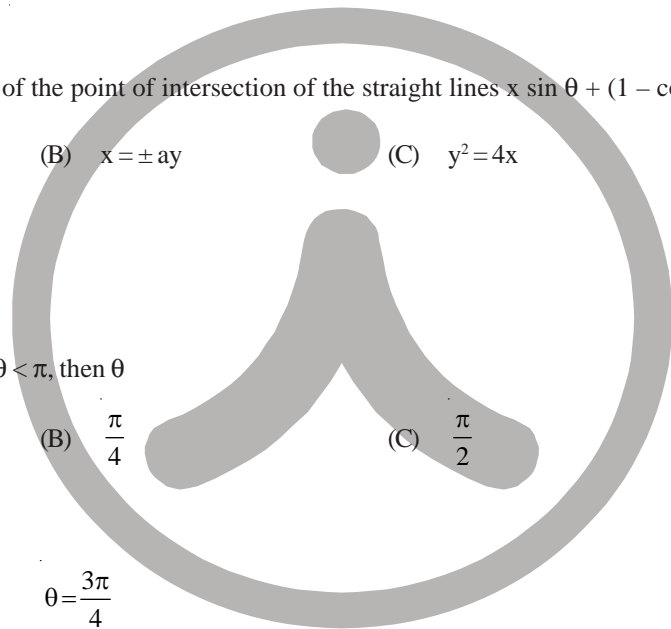 of the point of intersection of the straight lines x sin θ + (1 – c
(B) x = ± ay (C) y² = 4x
θ < π, then θ
(B) π/4 (C) π/2
θ = 3π/4